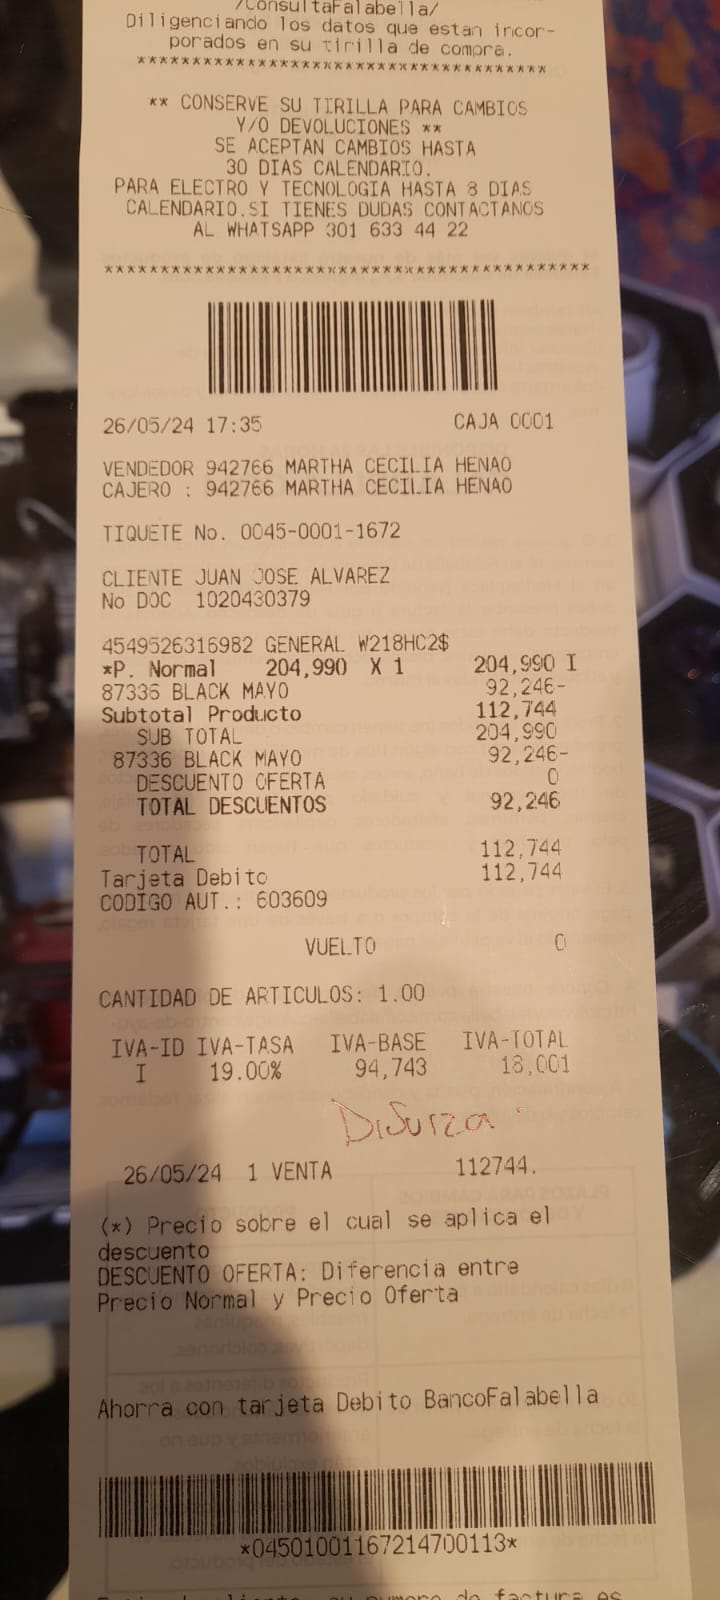 /ConsultaFalabella/
Diligenciando los datos que estan incor-
porados en su tirilla de compra.
****************************************
** CONSERVE SU TIRILLA PARA CAMBIOS
Y/O DEVOLUCIONES **
SE ACEPTAN CAMBIOS HASTA
30 DIAS CALENDARIO.
PARA ELECTRO Y TECNOLOGIA HASTA 8 DIAS
CALENDARIO.SI TIENES DUDAS CONTACTANOS
AL WHATSAPP 301 633 44 22
****************************************
26/05/24 17:35 CAJA 0001
VENDEDOR 942766 MARTHA CECILIA HENAO
CAJERO : 942766 MARTHA CECILIA HENAO
TIQUETE No. 0045-0001-1672
CLIENTE JUAN JOSE ALVAREZ
No DOC 1020430379
4549526316982 GENERAL W218HC2$
*P. Normal 204,990 X 1 204,990 I
87336 BLACK MAYO 92,246-
Subtotal Producto 112,744
SUB TOTAL 204,990
87336 BLACK MAYO 92,246-
DESCUENTO OFERTA 0
TOTAL DESCUENTOS 92,246
TOTAL 112,744
Tarjeta Debito 112,744
CODIGO AUT.: 603609
VUELTO 0
CANTIDAD DE ARTICULOS: 1.00
IVA-ID IVA-TASA IVA-BASE IVA-TOTAL
I 19.00% 94,743 18,001
26/05/24 1 VENTA 112744.
(*) Precio sobre el cual se aplica el
descuento
DESCUENTO OFERTA: Diferencia entre
Precio Normal y Precio Oferta
Ahorra con tarjeta Debito BancoFalabella
*04501001167214700113*